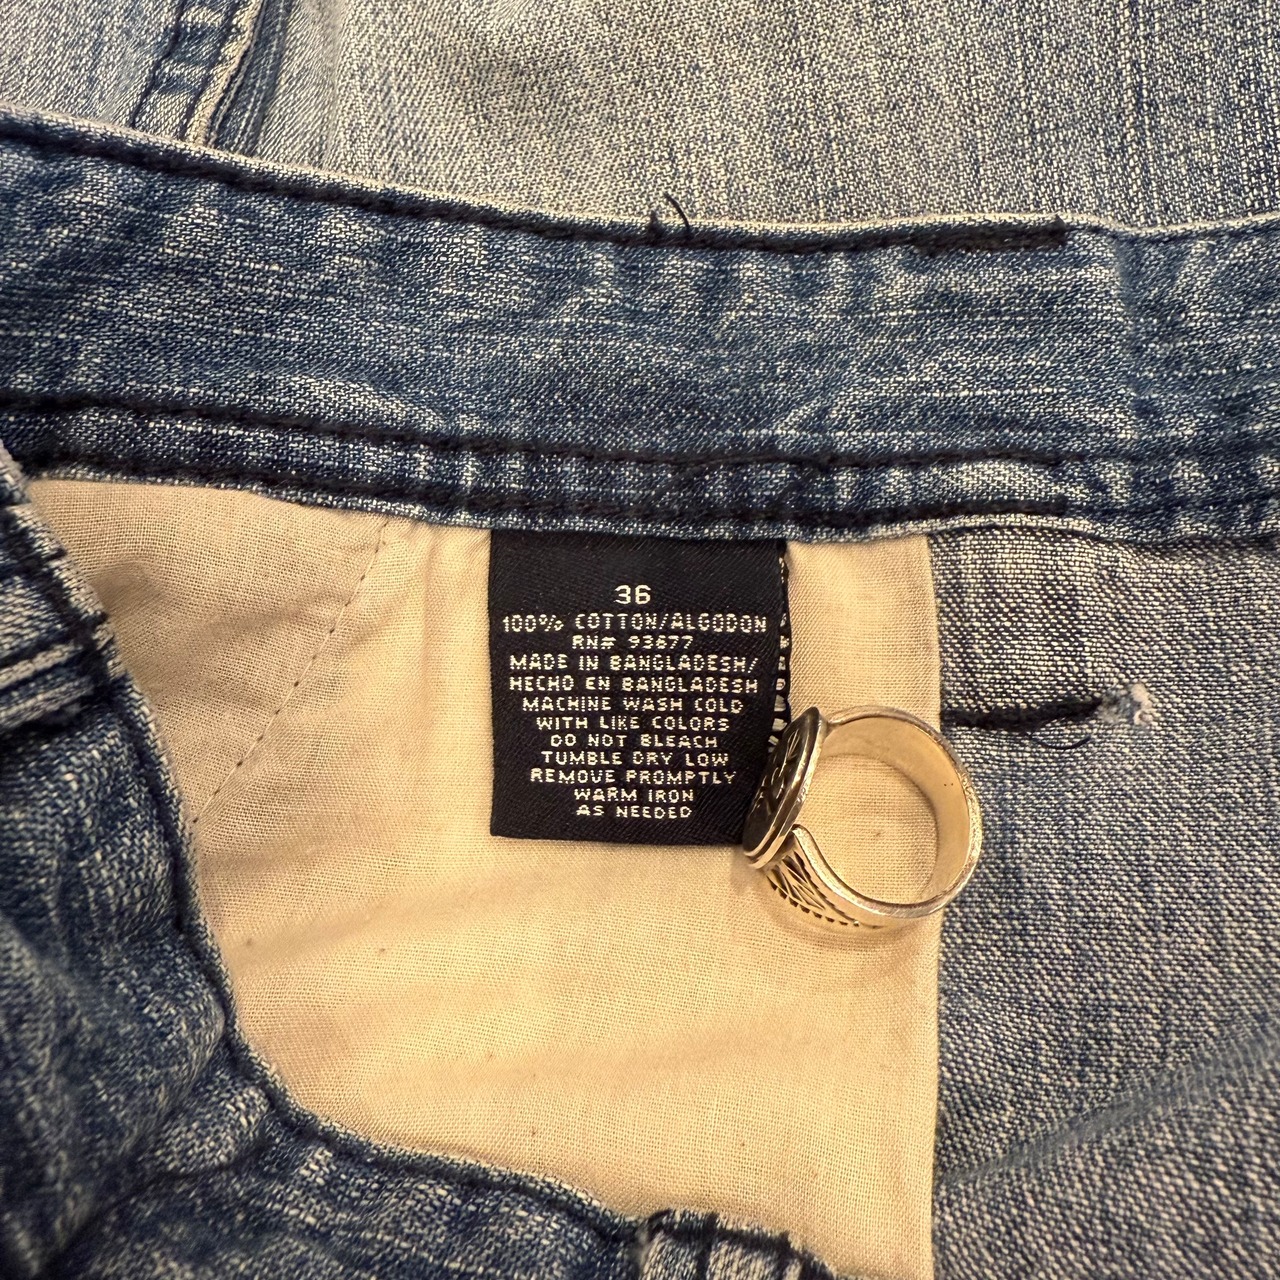 36
100% COTTON/ALGODON
RN# 93677
MADE IN BANGLADESH/
HECHO EN BANGLADESH
MACHINE WASH COLD
WITH LIKE COLORS
DO NOT BLEACH
TUMBLE DRY LOW
REMOVE PROMPTLY
WARM IRON
AS NEEDED